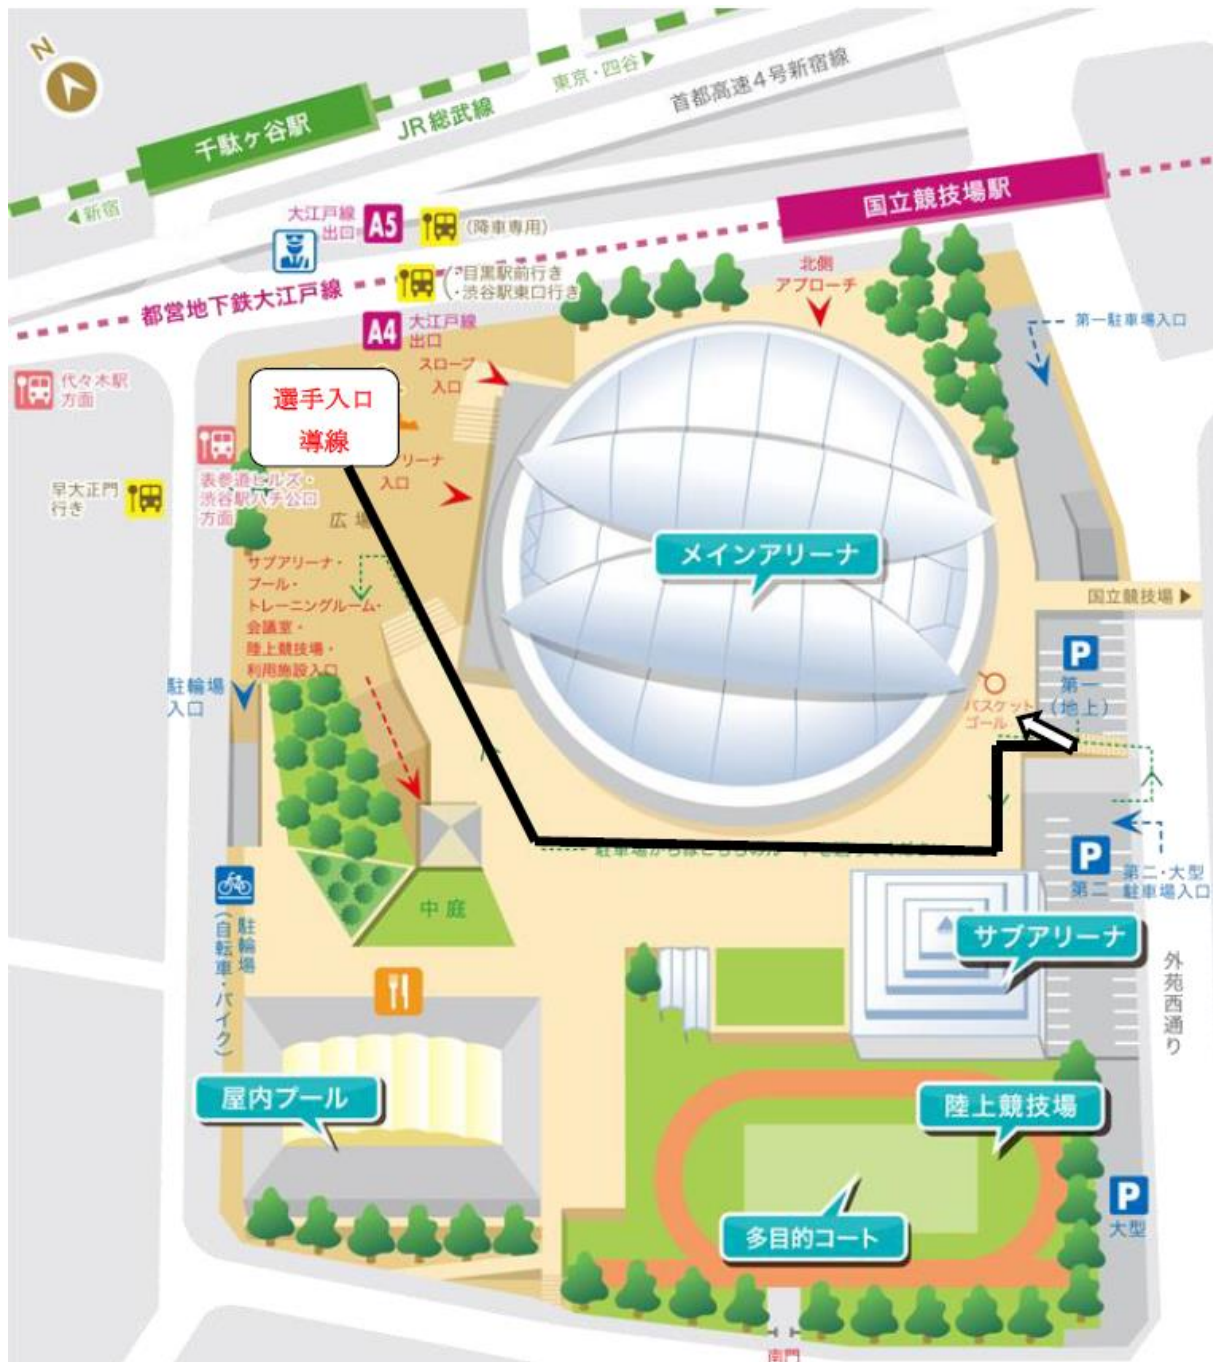 N
東京・四谷▶
首都高速4号新宿線
JR総武線
千駄ヶ谷駅
◀新宿
国立競技場駅
大江戸線
出口
A5
(降車専用)
・目黒駅前行き
・渋谷駅東口行き
都営地下鉄大江戸線
北側
アプローチ
第一駐車場入口
A4
大江戸線
出口
スロープ
入口
代々木駅
方面
選手入口
導線
リーナ
入口
表参道ヒルズ・
渋谷駅ハチ公口
方面
早大正門
行き
広場
メインアリーナ
サブアリーナ・
プール・
トレーニングルーム・
会議室・
陸上競技場・
利用施設入口
国立競技場▶
P
第一
(地上)
駐輪場
入口
バスケット
ゴール
P
第二
第二・大型
駐車場入口
中庭
サブアリーナ
駐輪場
(自転車・バイク)
外苑西通り
屋内プール
陸上競技場
P
大型
多目的コート
南門